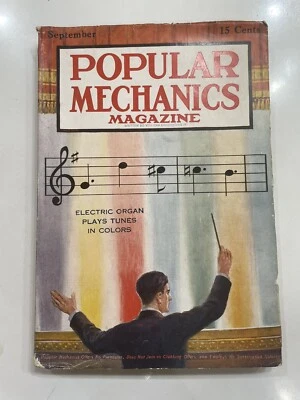 September
15 Cents
POPULAR
MECHANICS
MAGAZINE
ELECTRIC ORGAN
PLAYS TUNES
IN COLORS